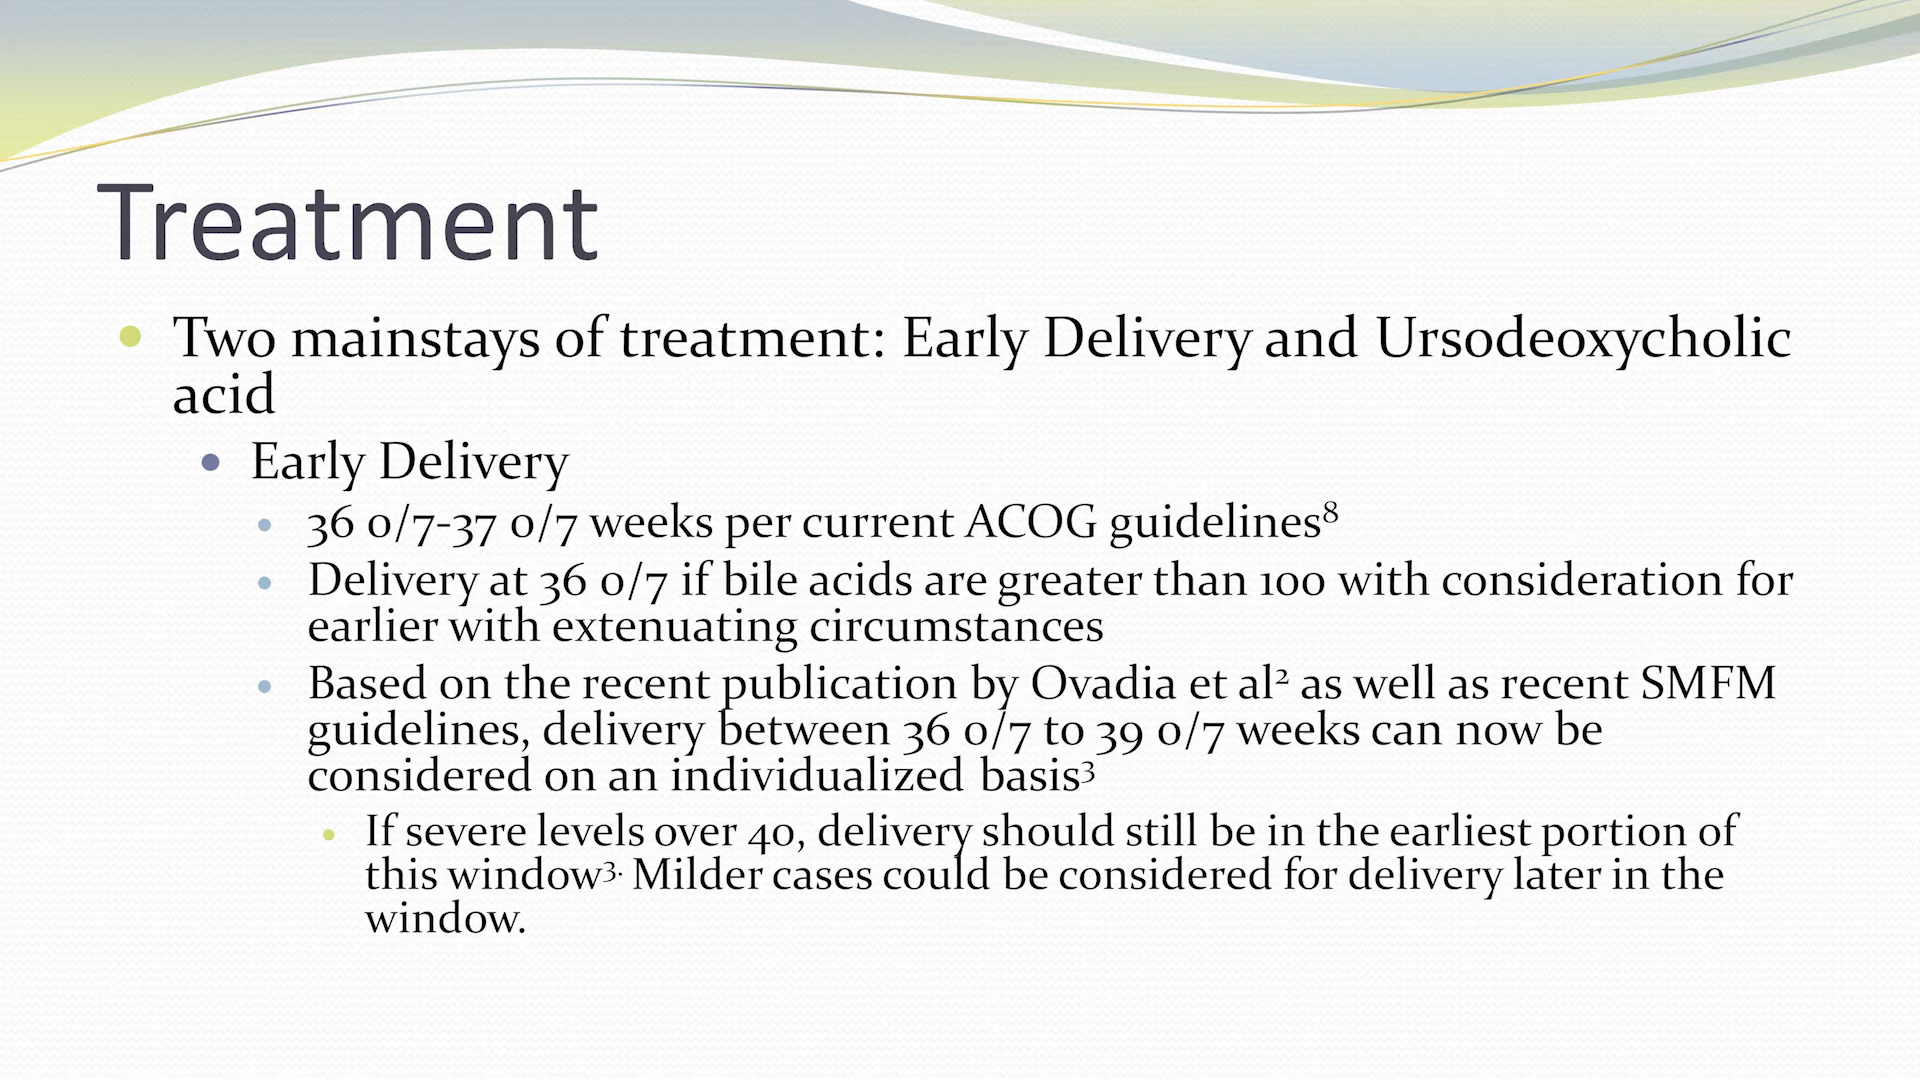 Treatment
• Two mainstays of treatment: Early Delivery and Ursodeoxycholic
acid
• Early Delivery
• 36 0/7-37 0/7 weeks per current ACOG guidelines⁸
• Delivery at 36 0/7 if bile acids are greater than 100 with consideration for
earlier with extenuating circumstances
• Based on the recent publication by Ovadia et al² as well as recent SMFM
guidelines, delivery between 36 0/7 to 39 0/7 weeks can now be
considered on an individualized basis³
• If severe levels over 40, delivery should still be in the earliest portion of
this window³· Milder cases could be considered for delivery later in the
window.